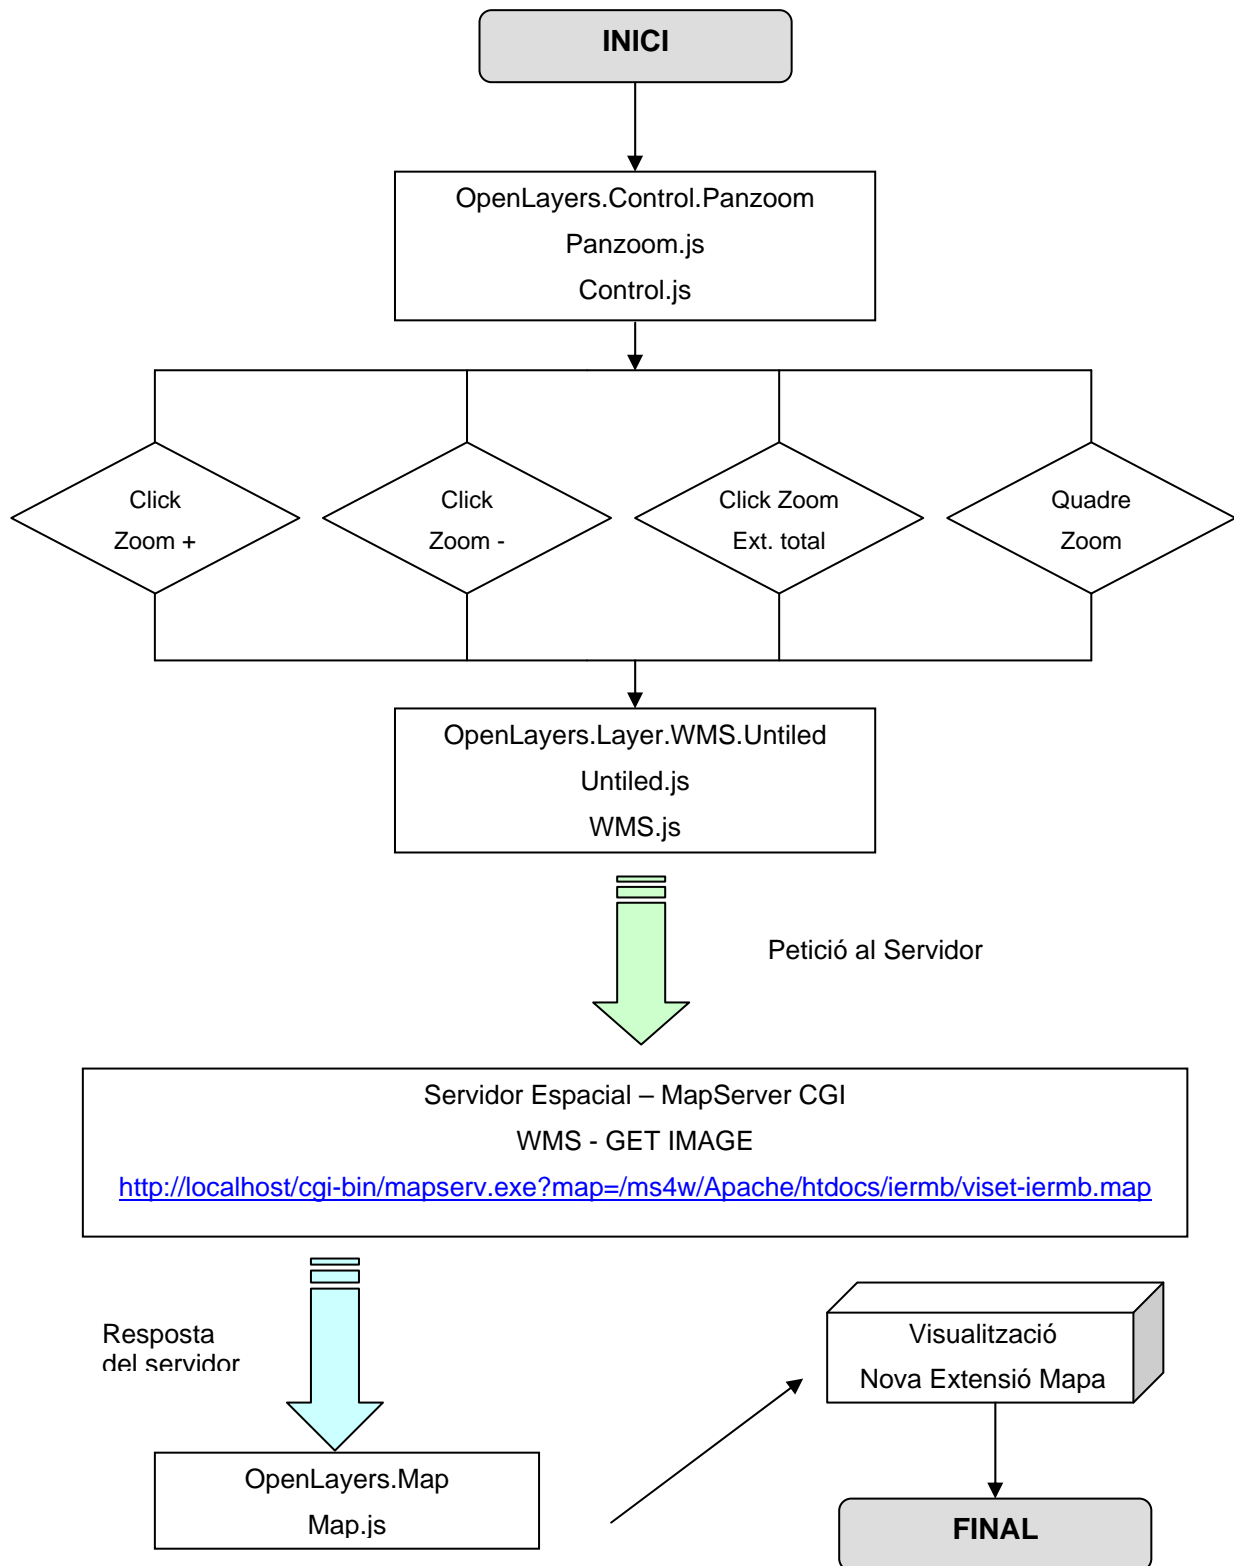 INICI
OpenLayers.Control.Panzoom
Panzoom.js
Control.js
Click
Zoom +
Click
Zoom -
Click Zoom
Ext. total
Quadre
Zoom
OpenLayers.Layer.WMS.Untiled
Untiled.js
WMS.js
Petició al Servidor
Servidor Espacial – MapServer CGI
WMS - GET IMAGE
http://localhost/cgi-bin/mapserv.exe?map=/ms4w/Apache/htdocs/iermb/viset-iermb.map
Resposta
del servidor
Visualització
Nova Extensió Mapa
OpenLayers.Map
Map.js
FINAL